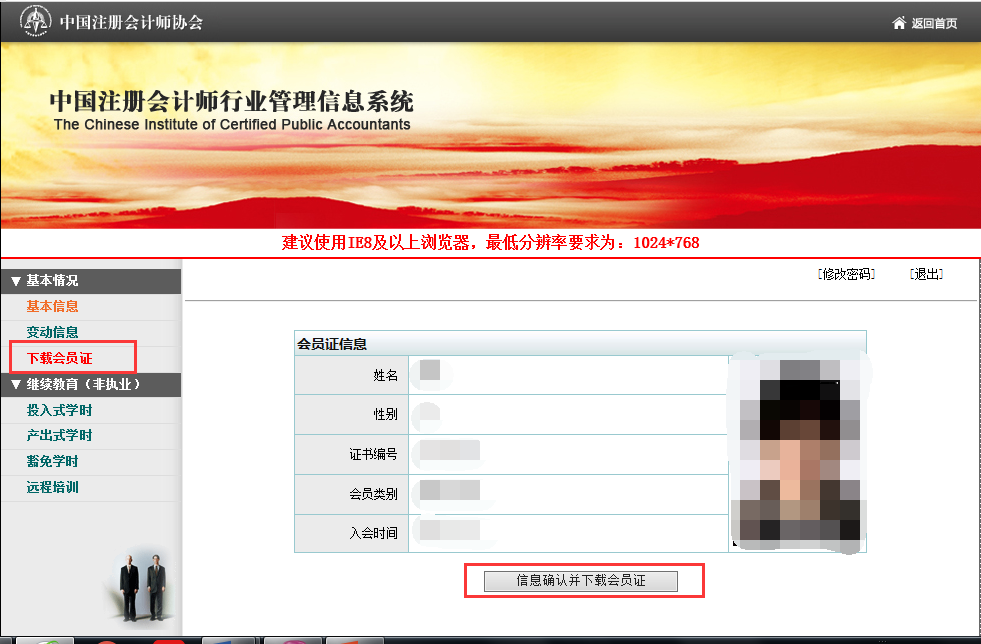 中国注册会计师协会
返回首页
中国注册会计师行业管理信息系统
The Chinese Institute of Certified Public Accountants
建议使用IE8及以上浏览器，最低分辨率要求为：1024*768
[修改密码] [退出]
▼ 基本情况
基本信息
变动信息
下载会员证
▼ 继续教育（非执业）
投入式学时
产出式学时
豁免学时
远程培训
会员证信息
姓名
性别
证书编号
会员类别
入会时间
信息确认并下载会员证